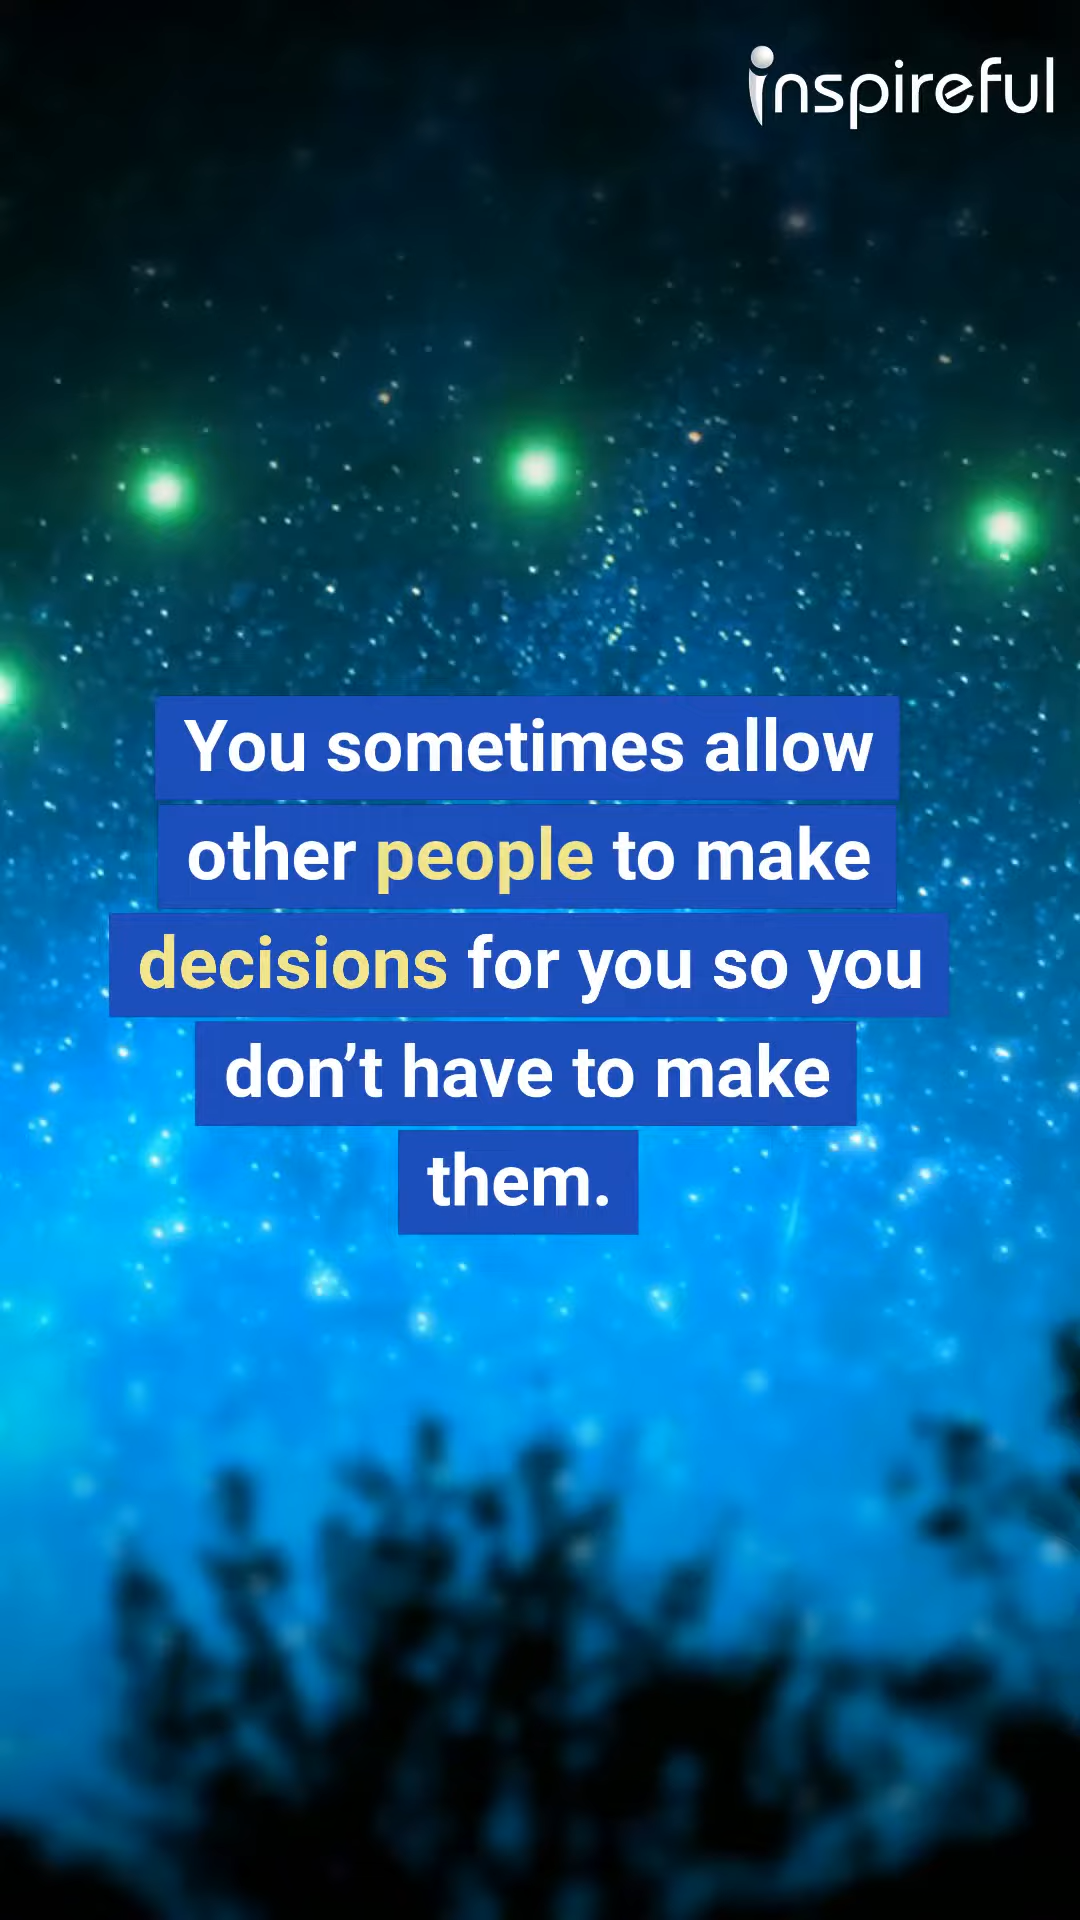 inspireful
You sometimes allow
other people to make
decisions for you so you
don’t have to make
them.